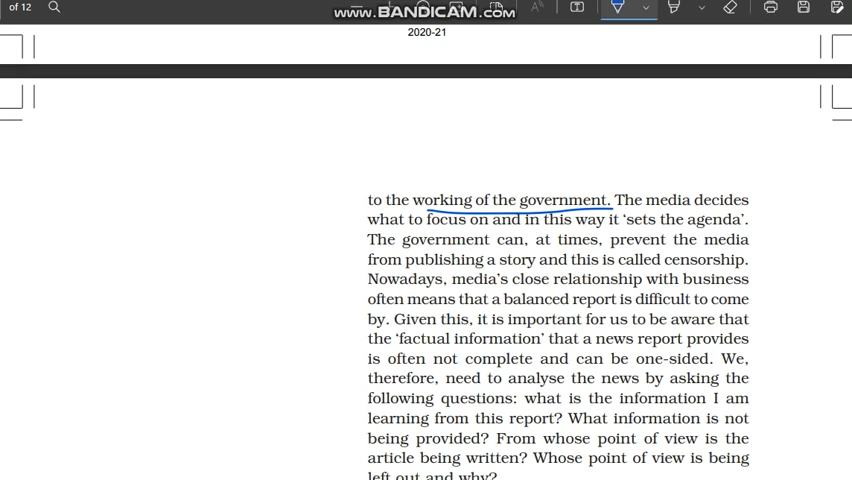 of 12
www.BANDICAM.com
2020-21
to the working of the government. The media decides
what to focus on and in this way it ‘sets the agenda’.
The government can, at times, prevent the media
from publishing a story and this is called censorship.
Nowadays, media’s close relationship with business
often means that a balanced report is difficult to come
by. Given this, it is important for us to be aware that
the ‘factual information’ that a news report provides
is often not complete and can be one-sided. We,
therefore, need to analyse the news by asking the
following questions: what is the information I am
learning from this report? What information is not
being provided? From whose point of view is the
article being written? Whose point of view is being
left out and why?